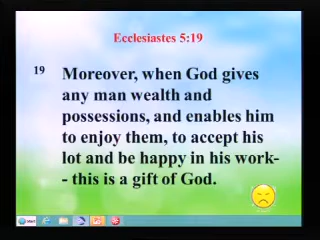 Ecclesiastes 5:19
19 Moreover, when God gives
any man wealth and
possessions, and enables him
to enjoy them, to accept his
lot and be happy in his work-
- this is a gift of God.
start